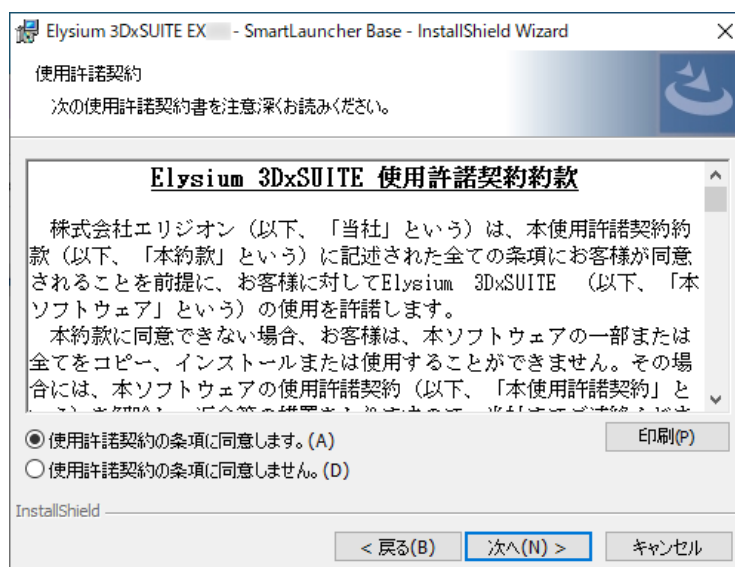 Elysium 3DxSUITE EX - SmartLauncher Base - InstallShield Wizard
使用許諾契約
次の使用許諾契約書を注意深くお読みください。
Elysium 3DxSUITE 使用許諾契約約款
株式会社エリジオン（以下、「当社」という）は、本使用許諾契約約
款（以下、「本約款」という）に記述された全ての条項にお客様が同意
されることを前提に、お客様に対してElysium 3DxSUITE （以下、「本
ソフトウェア」という）の使用を許諾します。
本約款に同意できない場合、お客様は、本ソフトウェアの一部または
全てをコピー、インストールまたは使用することができません。その場
合には、本ソフトウェアの使用許諾契約（以下、「本使用許諾契約」と
使用許諾契約の条項に同意します。(A)
印刷(P)
使用許諾契約の条項に同意しません。(D)
InstallShield
< 戻る(B)
次へ(N) >
キャンセル